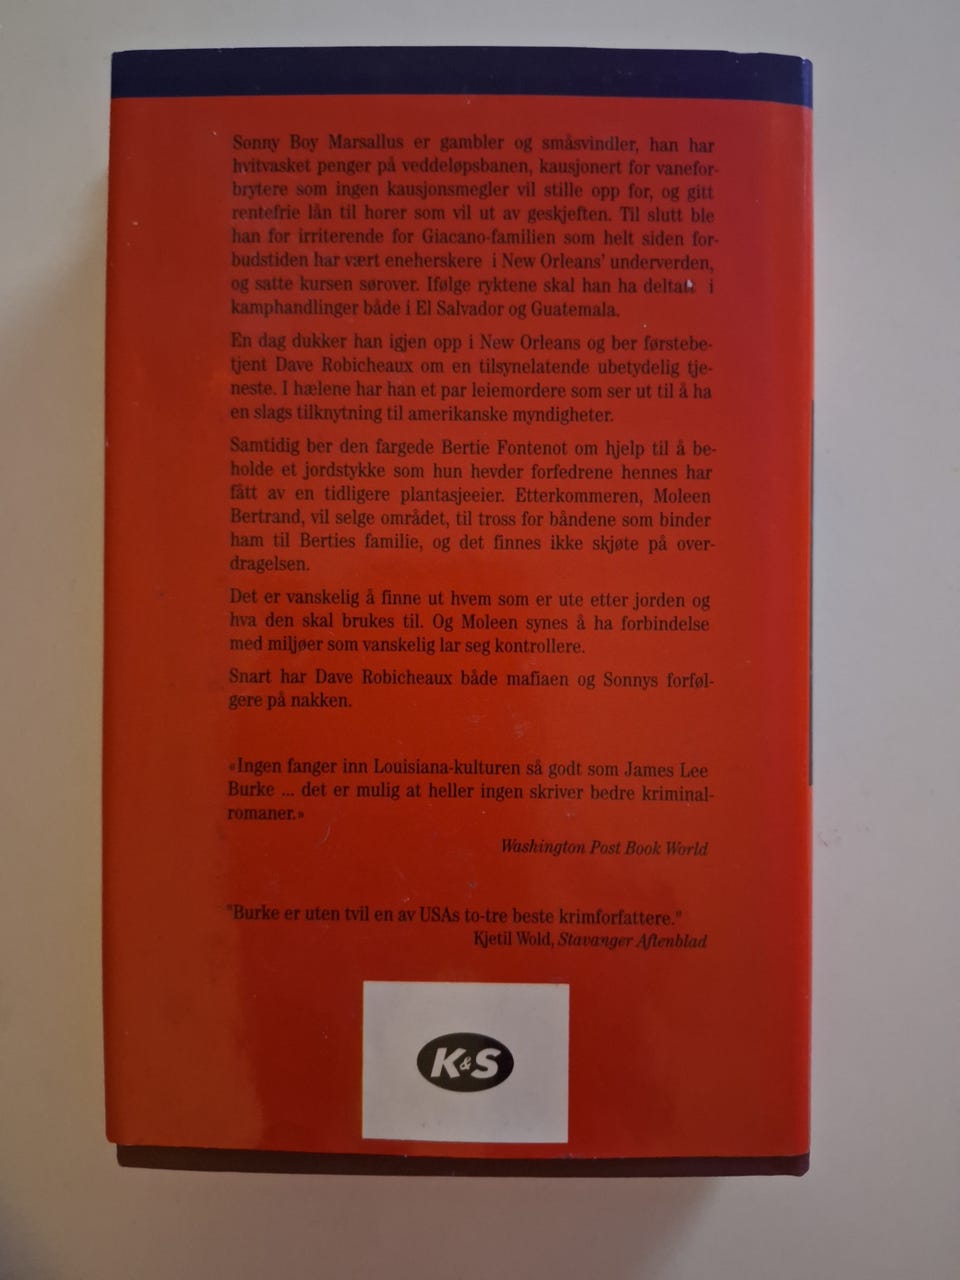 Sonny Boy Marsallus er gambler og småsvindler, han har
hvitvasket penger på veddeløpsbanen, kausjonert for vanefor-
brytere som ingen kausjonsmegler vil stille opp for, og gitt
rentefrie lån til horer som vil ut av geskjeften. Til slutt ble
han for irriterende for Giacano-familien som helt siden for-
budstiden har vært eneherskere i New Orleans' underverden,
og satte kursen sørover. Ifølge ryktene skal han ha deltatt i
kamphandlinger både i El Salvador og Guatemala.
En dag dukker han igjen opp i New Orleans og ber førstebe-
tjent Dave Robicheaux om en tilsynelatende ubetydelig tje-
neste. I hælene har han et par leiemordere som ser ut til å ha
en slags tilknytning til amerikanske myndigheter.
Samtidig ber den fargede Bertie Fontenot om hjelp til å be-
holde et jordstykke som hun hevder forfedrene hennes har
fått av en tidligere plantasjeeier. Etterkommeren, Moleen
Bertrand, vil selge området, til tross for båndene som binder
ham til Berties familie, og det finnes ikke skjøte på over-
dragelsen.
Det er vanskelig å finne ut hvem som er ute etter jorden og
hva den skal brukes til. Og Moleen synes å ha forbindelse
med miljøer som vanskelig lar seg kontrollere.
Snart har Dave Robicheaux både mafiaen og Sonnys forføl-
gere på nakken.
«Ingen fanger inn Louisiana-kulturen så godt som James Lee
Burke ... det er mulig at heller ingen skriver bedre kriminal-
romaner.»
Washington Post Book World
"Burke er uten tvil en av USAs to-tre beste krimforfattere."
Kjetil Wold, Stavanger Aftenblad
K&S